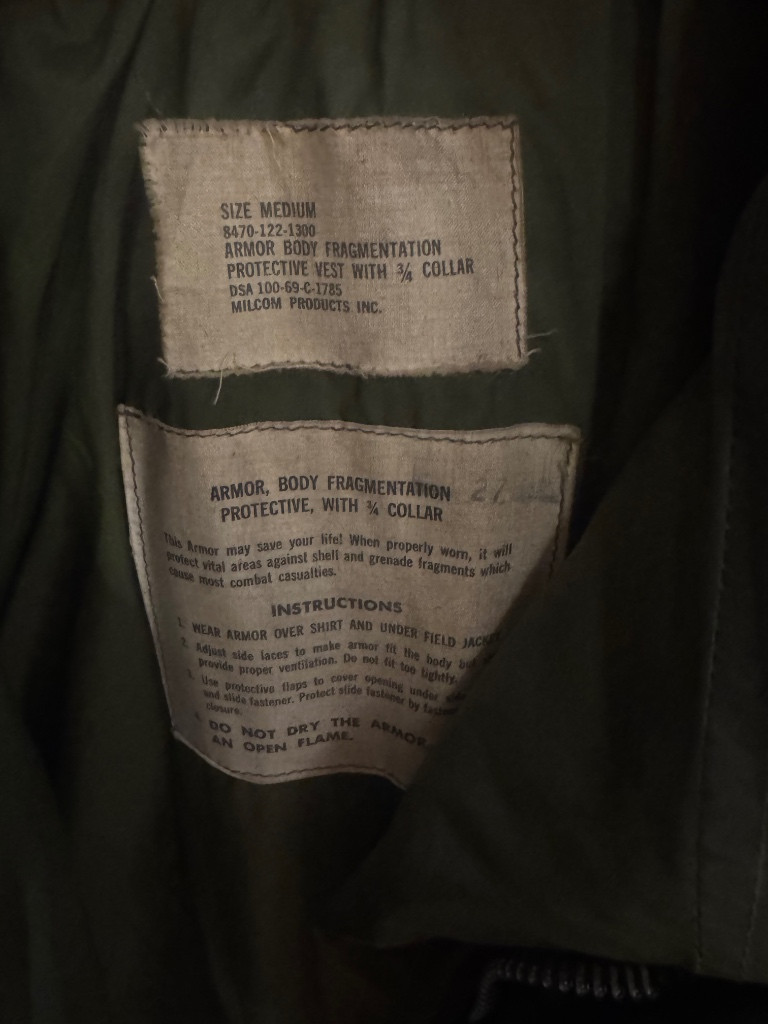 SIZE MEDIUM
8470-122-1300
ARMOR BODY FRAGMENTATION
PROTECTIVE VEST WITH ¾ COLLAR
DSA 100-69-C-1785
MILCOM PRODUCTS INC.
ARMOR, BODY FRAGMENTATION 27
PROTECTIVE, WITH ¾ COLLAR
This Armor may save your life! When properly worn, it will
protect vital areas against shell and grenade fragments which
cause most combat casualties.
INSTRUCTIONS
1. WEAR ARMOR OVER SHIRT AND UNDER FIELD
2. Adjust side laces to make armor fit the body
provide proper ventilation. Do not fit too tightly.
3. Use protective flaps to cover opening under
and slide fastener. Protect slide fastener by
closure.
DO NOT DRY THE ARMOR
AN OPEN FLAME.